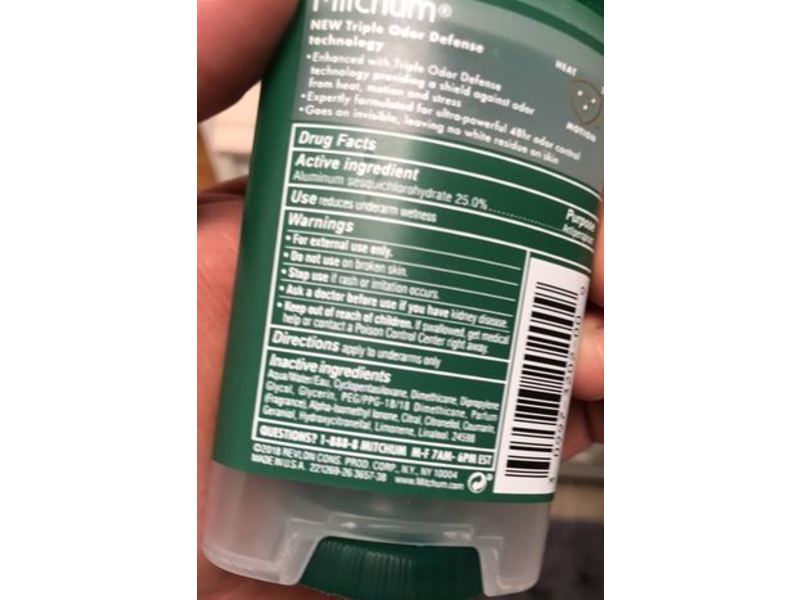 Mitchum®
NEW Triple Odor Defense
technology
•Enhanced with Triple Odor Defense
technology providing a shield against odor
from heat, motion and stress
•Expertly formulated for ultra-powerful 48hr odor control
•Goes on invisible, leaving no white residue on skin
HEAT
MOTION
Drug Facts
Active ingredient
Purpose
Aluminum sesquichlorohydrate 25.0%
Antiperspirant
Use reduces underarm wetness
Warnings
• For external use only.
• Do not use on broken skin.
• Stop use if rash or irritation occurs.
• Ask a doctor before use if you have kidney disease.
• Keep out of reach of children. If swallowed, get medical
help or contact a Poison Control Center right away.
Directions apply to underarms only
Inactive ingredients
Aqua/Water/Eau, Cyclopentasiloxane, Dimethicone, Dipropylene
Glycol, Glycerin, PEG/PPG-18/18 Dimethicone, Parfum
(Fragrance), Alpha-Isomethyl Ionone, Citral, Citronellol, Coumarin,
Geraniol, Hydroxycitronellal, Limonene, Linalool. 24598
QUESTIONS? 1-888-8 MITCHUM M-F 7AM- 6PM EST
©2018 REVLON CONS. PROD. CORP., N.Y., NY 10004
MADE IN U.S.A. 221269-26 3657-38 www.Mitchum.com